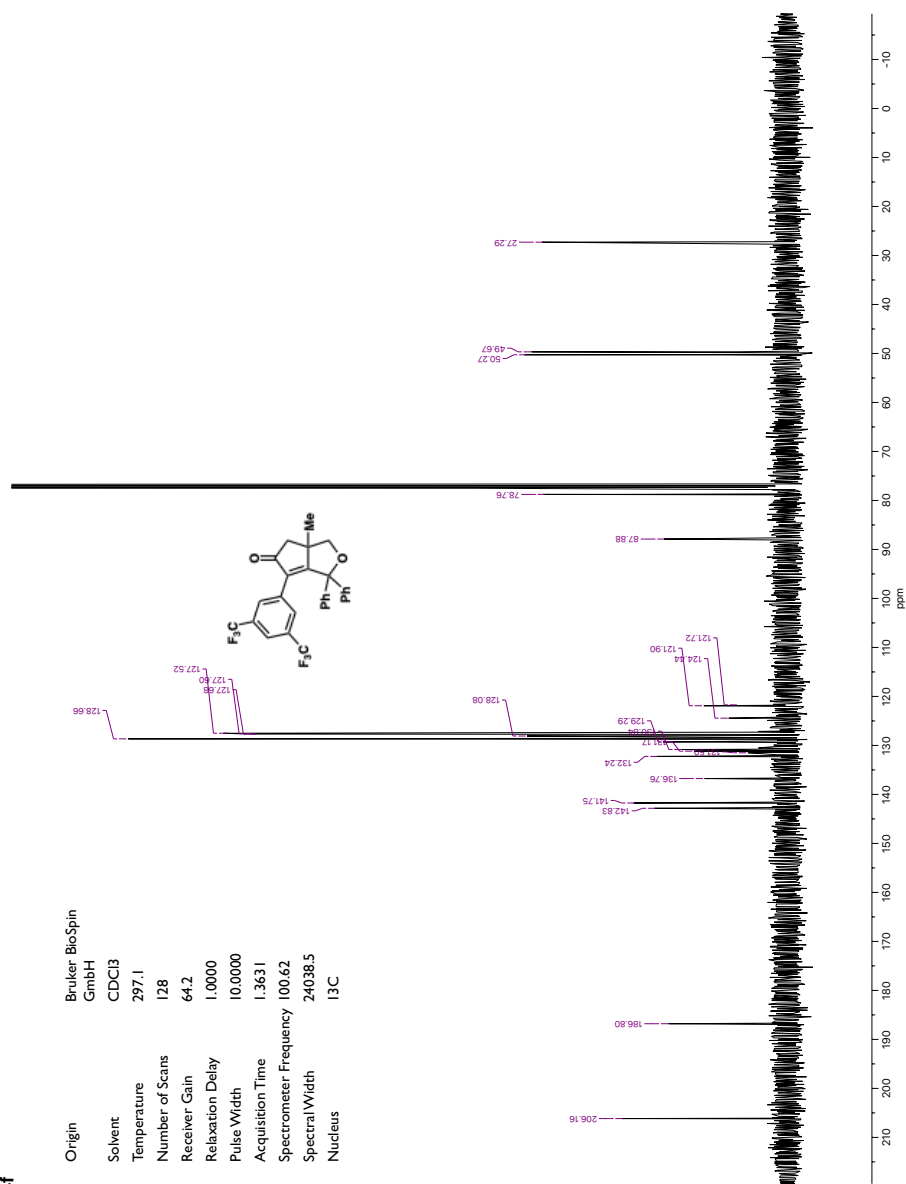 Origin Bruker BioSpin
GmbH
Solvent CDCl3
Temperature 297.1
Number of Scans 128
Receiver Gain 64.2
Relaxation Delay 1.0000
Pulse Width 10.0000
Acquisition Time 1.3631
Spectrometer Frequency 100.62
Spectral Width 24038.5
Nucleus 13C
206.16
186.80
142.83
141.75
136.76
132.24
131.17
129.29
128.66
128.08
127.68
127.60
127.52
124.44
121.90
121.72
87.88
78.76
50.27
49.67
27.29
F3C
F3C
O
Me
O
Ph
Ph
210 200 190 180 170 160 150 140 130 120 110 100 90 80 70 60 50 40 30 20 10 0 -10
ppm